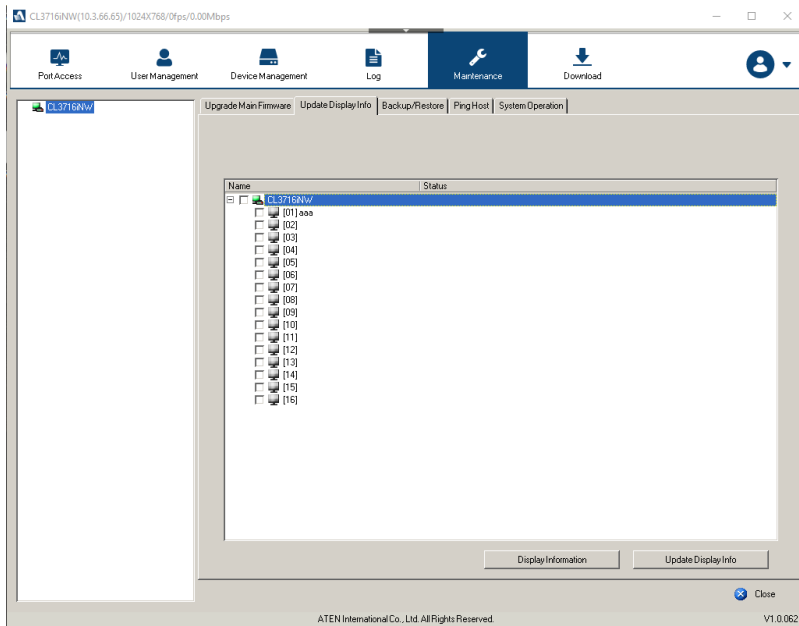 CL3716iNW(10.3.66.65)/1024X768/0fps/0.00Mbps
Port Access User Management Device Management Log Maintenance Download
CL3716iNW
Upgrade Main Firmware Update Display Info Backup/Restore Ping Host System Operation
Name Status
CL3716iNW
[01] aaa
[02]
[03]
[04]
[05]
[06]
[07]
[08]
[09]
[10]
[11]
[12]
[13]
[14]
[15]
[16]
Display Information Update Display Info
Close
ATEN International Co., Ltd. All Rights Reserved. V1.0.062